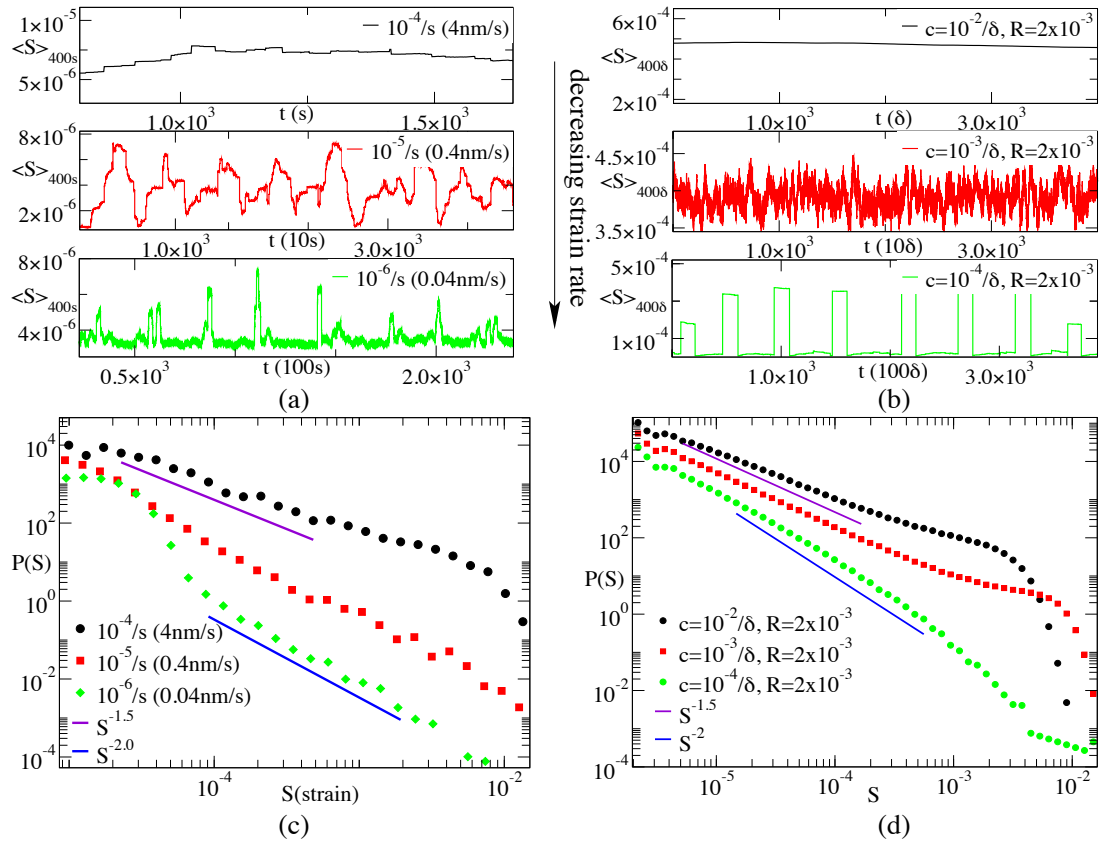 1×10⁻⁵
<S>400s
5×10⁻⁶
10⁻⁴/s (4nm/s)
1.0×10³
t (s)
1.5×10³
8×10⁻⁶
<S>400s
2×10⁻⁶
10⁻⁵/s (0.4nm/s)
1.0×10³
t (10s)
3.0×10³
8×10⁻⁶
<S>400s
4×10⁻⁶
10⁻⁶/s (0.04nm/s)
0.5×10³
t (100s)
2.0×10³
(a)
decreasing strain rate
6×10⁻⁴
<S>400δ
2×10⁻⁴
c=10⁻²/δ, R=2x10⁻³
1.0×10³
t (δ)
3.0×10³
4.5×10⁻⁴
<S>400δ
3.5×10⁻⁴
c=10⁻³/δ, R=2x10⁻³
1.0×10³
t (10δ)
3.0×10³
5×10⁻⁴
<S>400δ
1×10⁻⁴
c=10⁻⁴/δ, R=2x10⁻³
1.0×10³
t (100δ)
3.0×10³
(b)
10⁴
10²
P(S)
10⁰
10⁻²
10⁻⁴
10⁻⁴/s (4nm/s)
10⁻⁵/s (0.4nm/s)
10⁻⁶/s (0.04nm/s)
S⁻¹·⁵
S⁻²·⁰
10⁻⁴
10⁻²
S(strain)
(c)
10⁴
10²
P(S)
10⁰
10⁻²
10⁻⁴
c=10⁻²/δ, R=2x10⁻³
c=10⁻³/δ, R=2x10⁻³
c=10⁻⁴/δ, R=2x10⁻³
S⁻¹·⁵
S⁻²
10⁻⁵
10⁻⁴
10⁻³
10⁻²
S
(d)